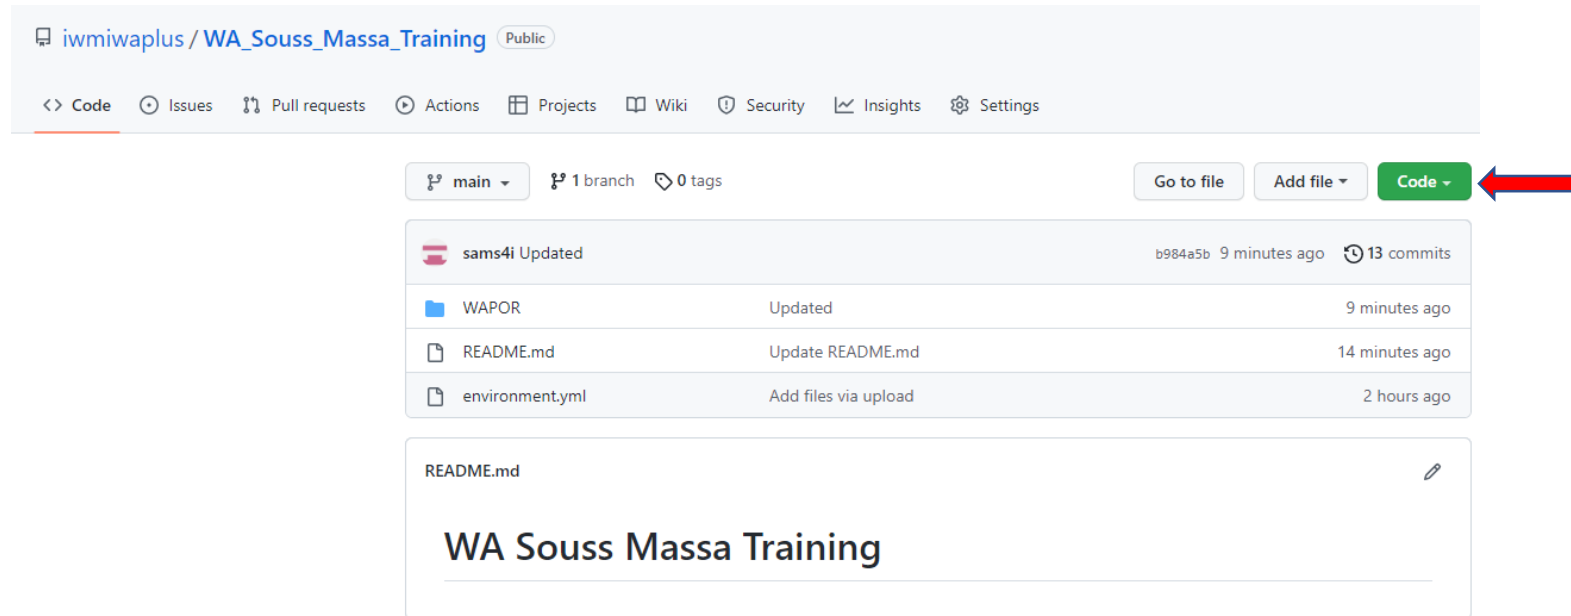 iwmiwaplus / WA_Souss_Massa_Training Public
<> Code Issues Pull requests Actions Projects Wiki Security Insights Settings
main 1 branch 0 tags Go to file Add file Code
sams4i Updated b984a5b 9 minutes ago 13 commits
WAPOR Updated 9 minutes ago
README.md Update README.md 14 minutes ago
environment.yml Add files via upload 2 hours ago
README.md
WA Souss Massa Training